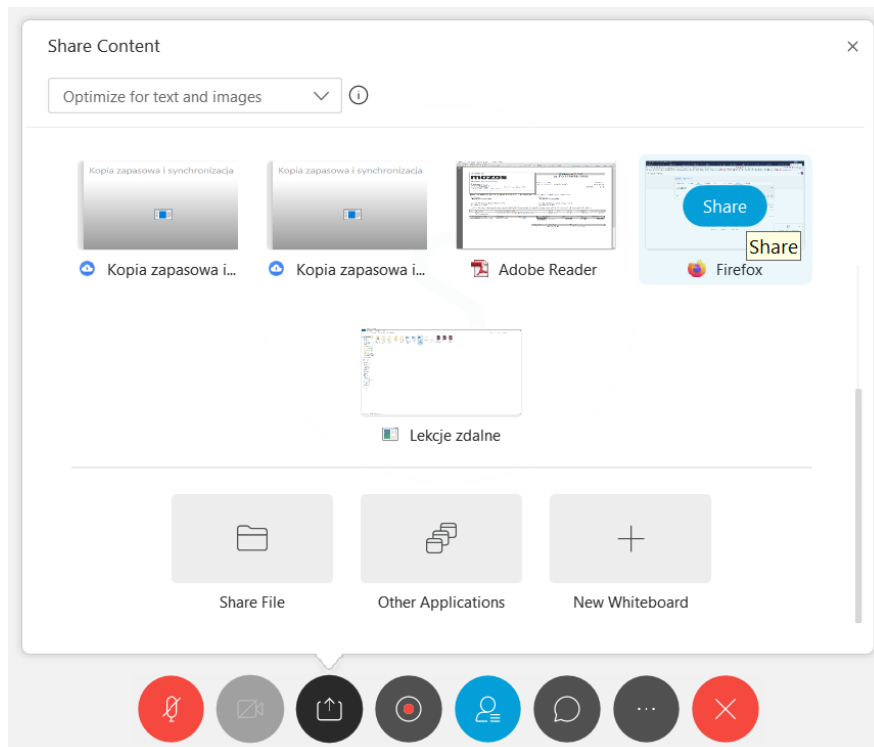 Share Content
Optimize for text and images
Kopia zapasowa i synchronizacja
Kopia zapasowa i synchronizacja
mozos
Share
Share
Kopia zapasowa i...
Kopia zapasowa i...
Adobe Reader
Firefox
Lekcje zdalne
Share File
Other Applications
New Whiteboard